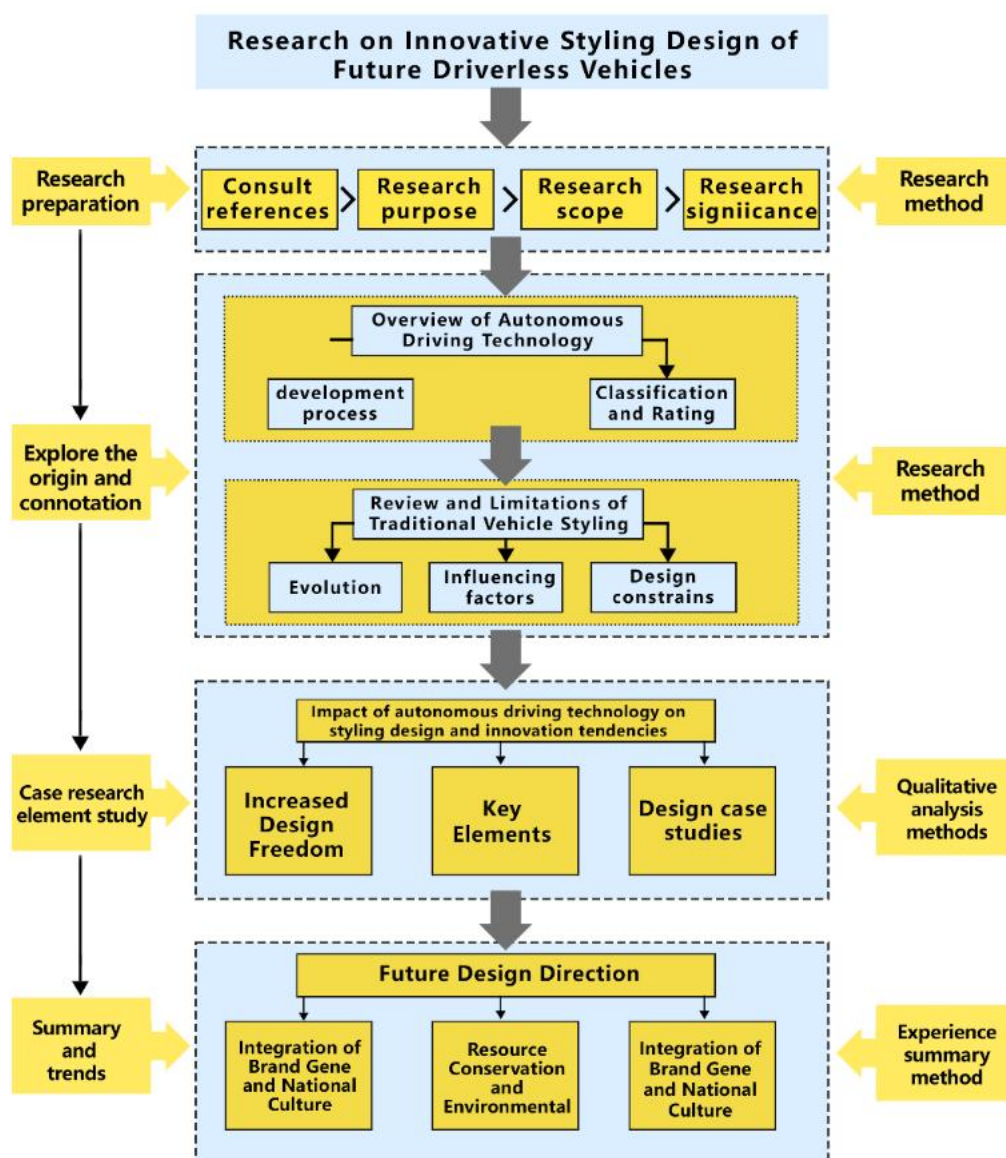 Research on Innovative Styling Design of
Future Driverless Vehicles
Research
preparation
Consult
references
Research
purpose
Research
scope
Research
signiicance
Research
method
Overview of Autonomous
Driving Technology
development
process
Classification
and Rating
Explore the
origin and
connotation
Research
method
Review and Limitations of
Traditional Vehicle Styling
Evolution
Influencing
factors
Design
constrains
Impact of autonomous driving technology on
styling design and innovation tendencies
Case research
element study
Increased
Design
Freedom
Key
Elements
Design case
studies
Qualitative
analysis
methods
Future Design Direction
Summary
and
trends
Integration of
Brand Gene
and National
Culture
Resource
Conservation
and
Environmental
Integration of
Brand Gene
and National
Culture
Experience
summary
method